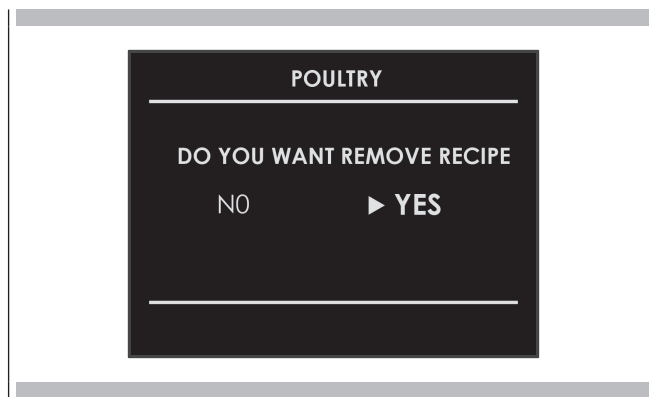 POULTRY
DO YOU WANT REMOVE RECIPE
N0 ▶ YES